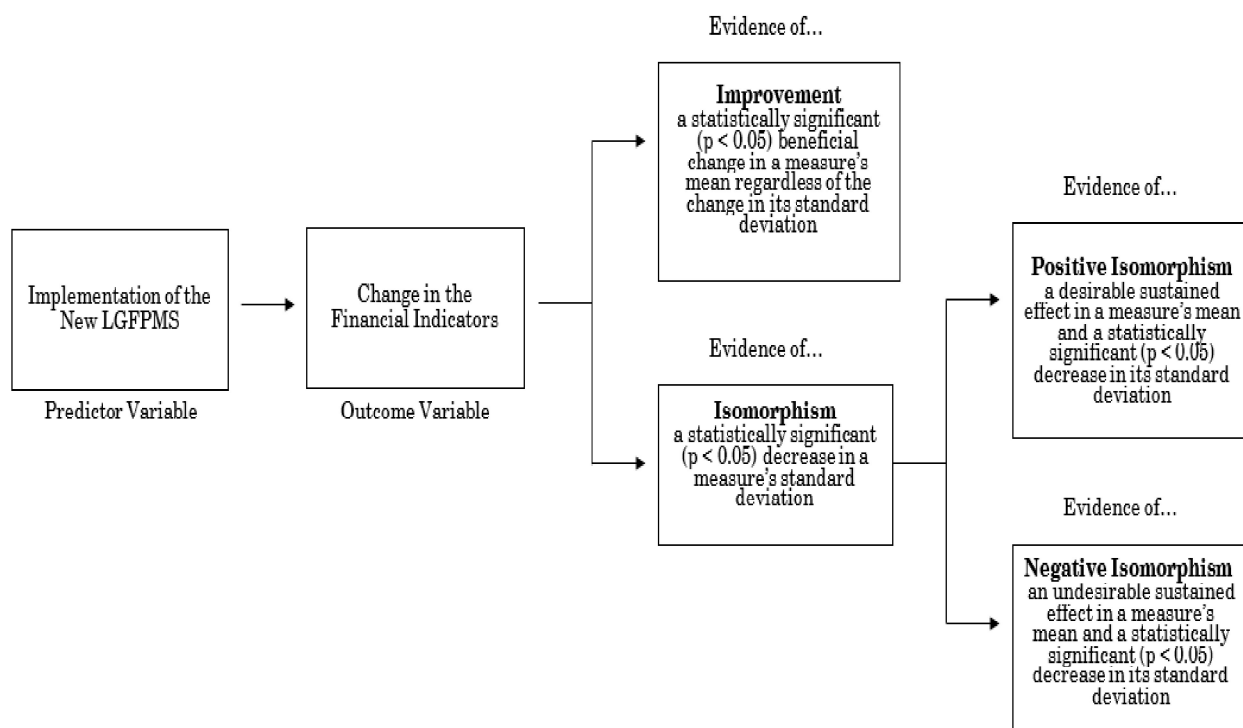 Implementation of the
New LGFPMS
Predictor Variable
Change in the
Financial Indicators
Outcome Variable
Evidence of...
Improvement
a statistically significant
(p < 0.05) beneficial
change in a measure's
mean regardless of the
change in its standard
deviation
Evidence of...
Isomorphism
a statistically significant
(p < 0.05) decrease in a
measure's standard
deviation
Evidence of...
Positive Isomorphism
a desirable sustained
effect in a measure's mean
and a statistically
significant (p < 0.05)
decrease in its standard
deviation
Evidence of...
Negative Isomorphism
an undesirable sustained
effect in a measure's
mean and a statistically
significant (p < 0.05)
decrease in its standard
deviation